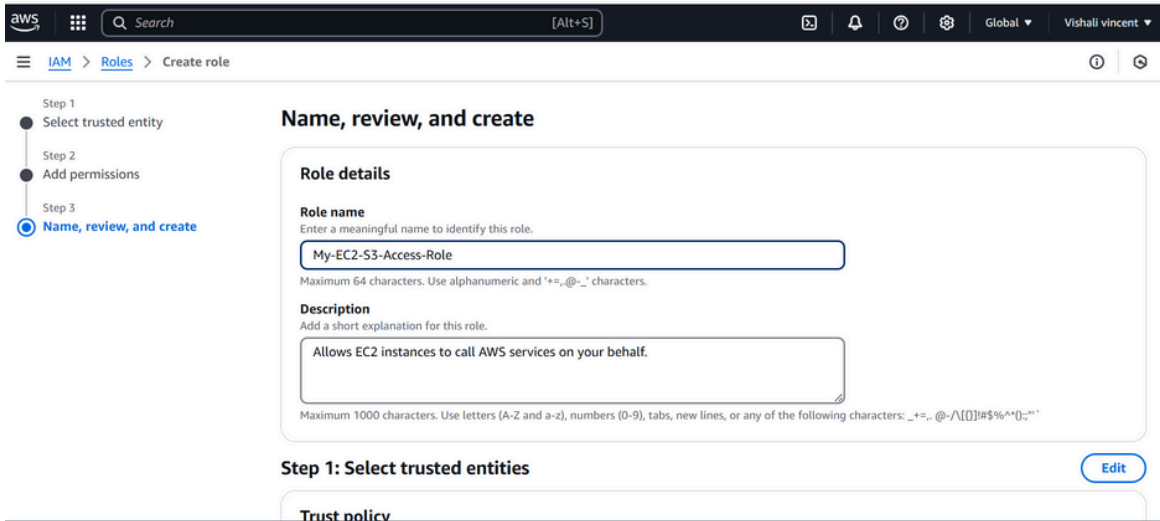 aws
Search [Alt+S] Global Vishali vincent
IAM > Roles > Create role
Step 1
Select trusted entity
Step 2
Add permissions
Step 3
Name, review, and create
Name, review, and create
Role details
Role name
Enter a meaningful name to identify this role.
My-EC2-S3-Access-Role
Maximum 64 characters. Use alphanumeric and '+=,.@-_' characters.
Description
Add a short explanation for this role.
Allows EC2 instances to call AWS services on your behalf.
Maximum 1000 characters. Use letters (A-Z and a-z), numbers (0-9), tabs, new lines, or any of the following characters: _+=,. @-/\[{}]!#$%^*();:"'`
Step 1: Select trusted entities
Edit
Trust policy